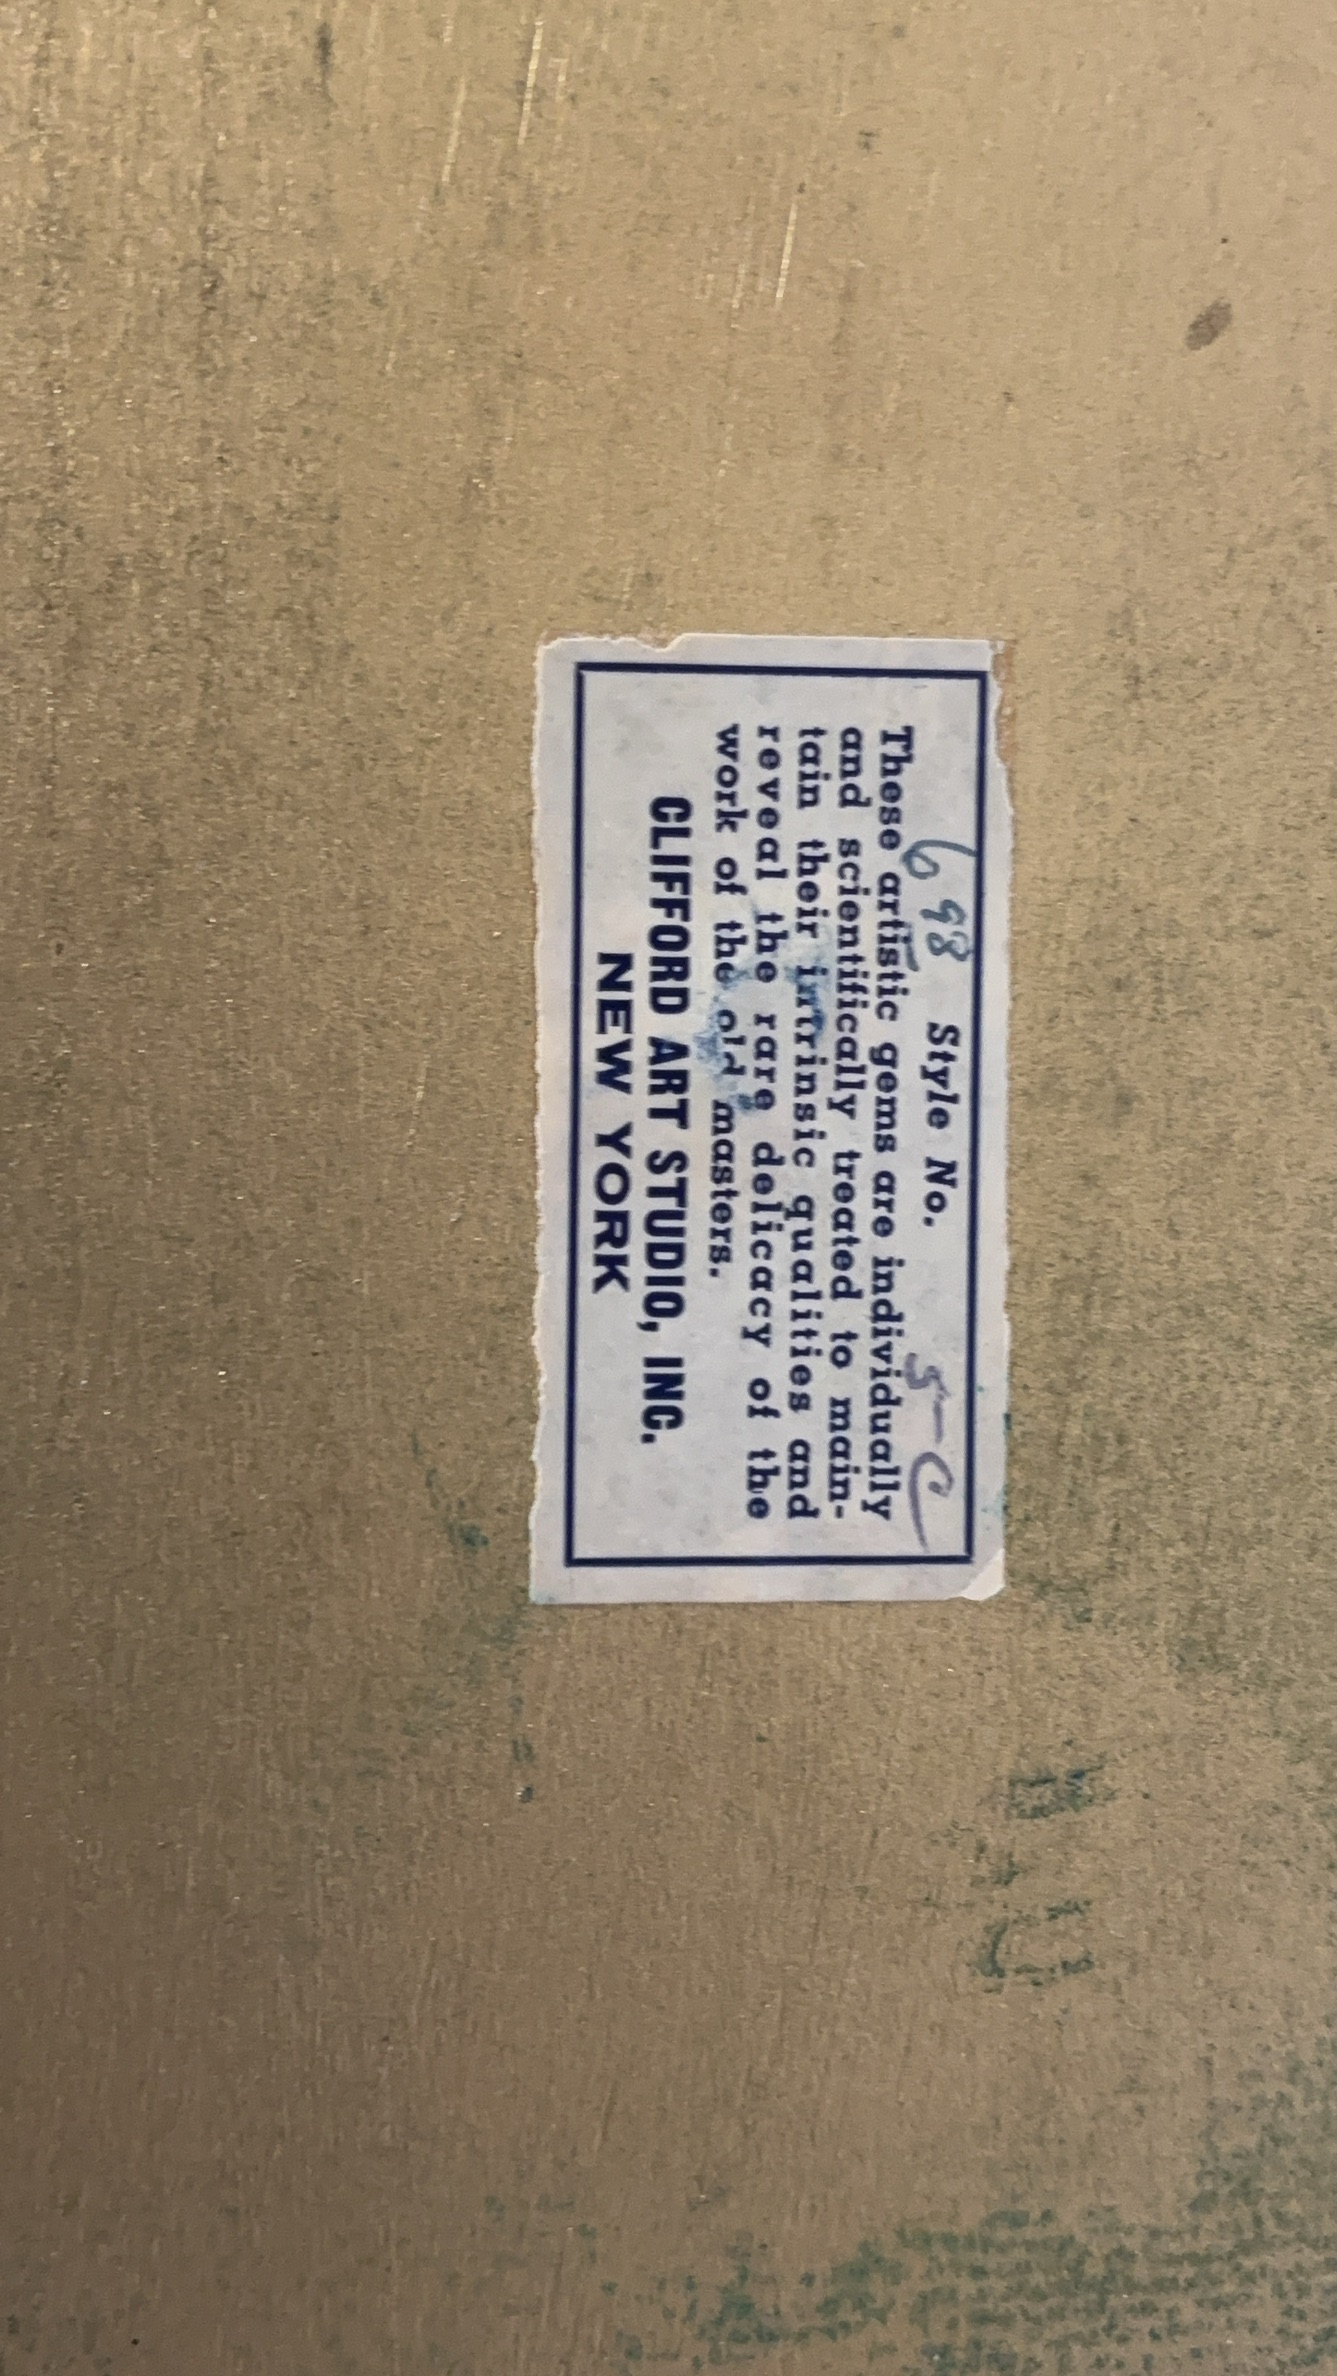 698 Style No. 5-C
These artistic gems are individually
and scientifically treated to main-
tain their intrinsic qualities and
reveal the rare delicacy of the
work of the old masters.
CLIFFORD ART STUDIO, INC.
NEW YORK